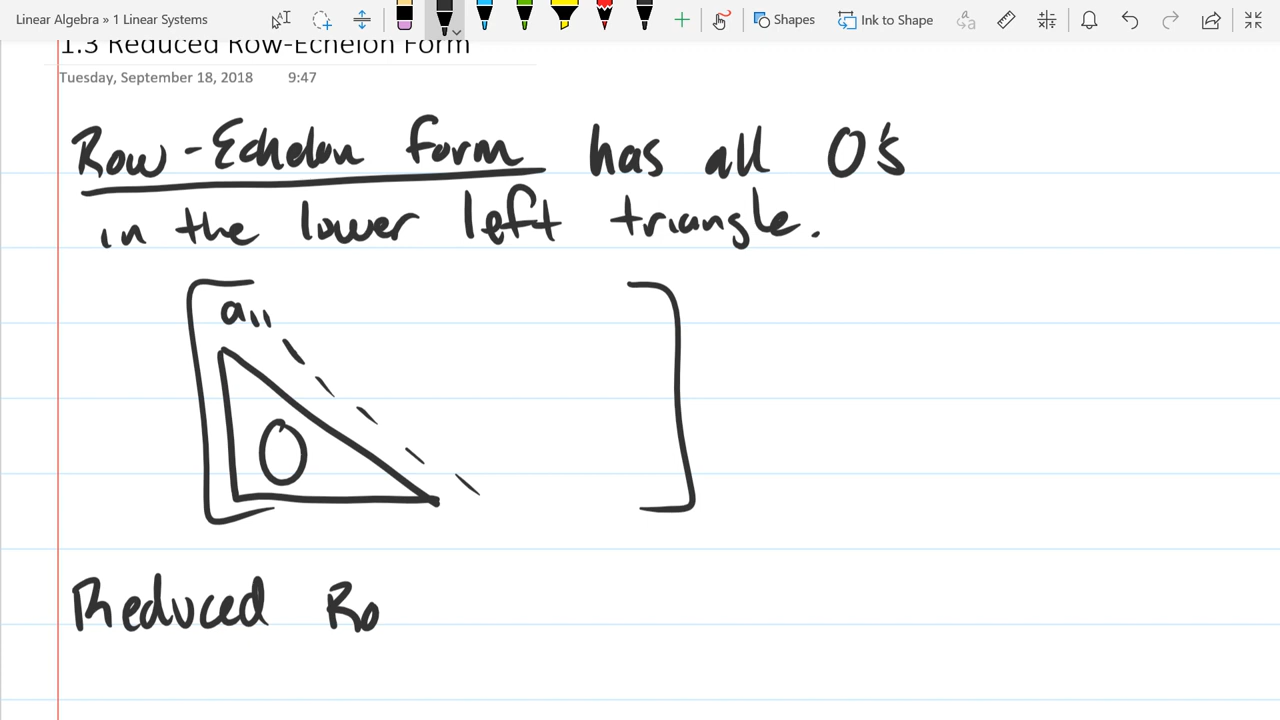 Linear Algebra » 1 Linear Systems
Shapes
Ink to Shape
1.3 Reduced Row-Echelon Form
Tuesday, September 18, 2018 9:47
Row-Echelon form has all 0's
in the lower left triangle.
a11
0
Reduced Ro